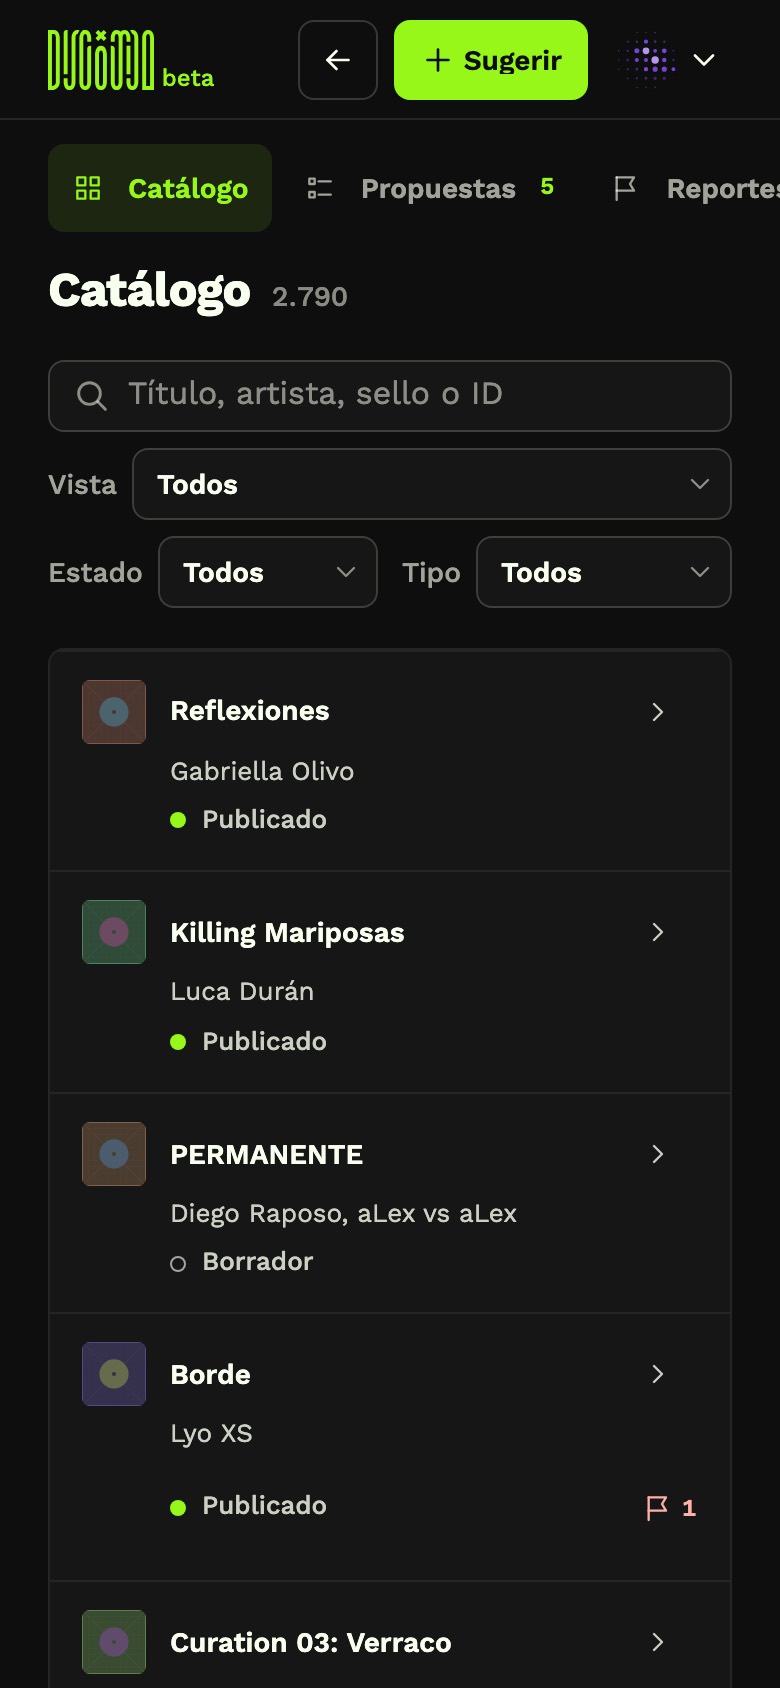 beta
Sugerir
Catálogo
Propuestas 5
Reportes
Catálogo 2.790
Título, artista, sello o ID
Vista Todos
Estado Todos Tipo Todos
Reflexiones
Gabriella Olivo
Publicado
Killing Mariposas
Luca Durán
Publicado
PERMANENTE
Diego Raposo, aLex vs aLex
Borrador
Borde
Lyo XS
Publicado 1
Curation 03: Verraco